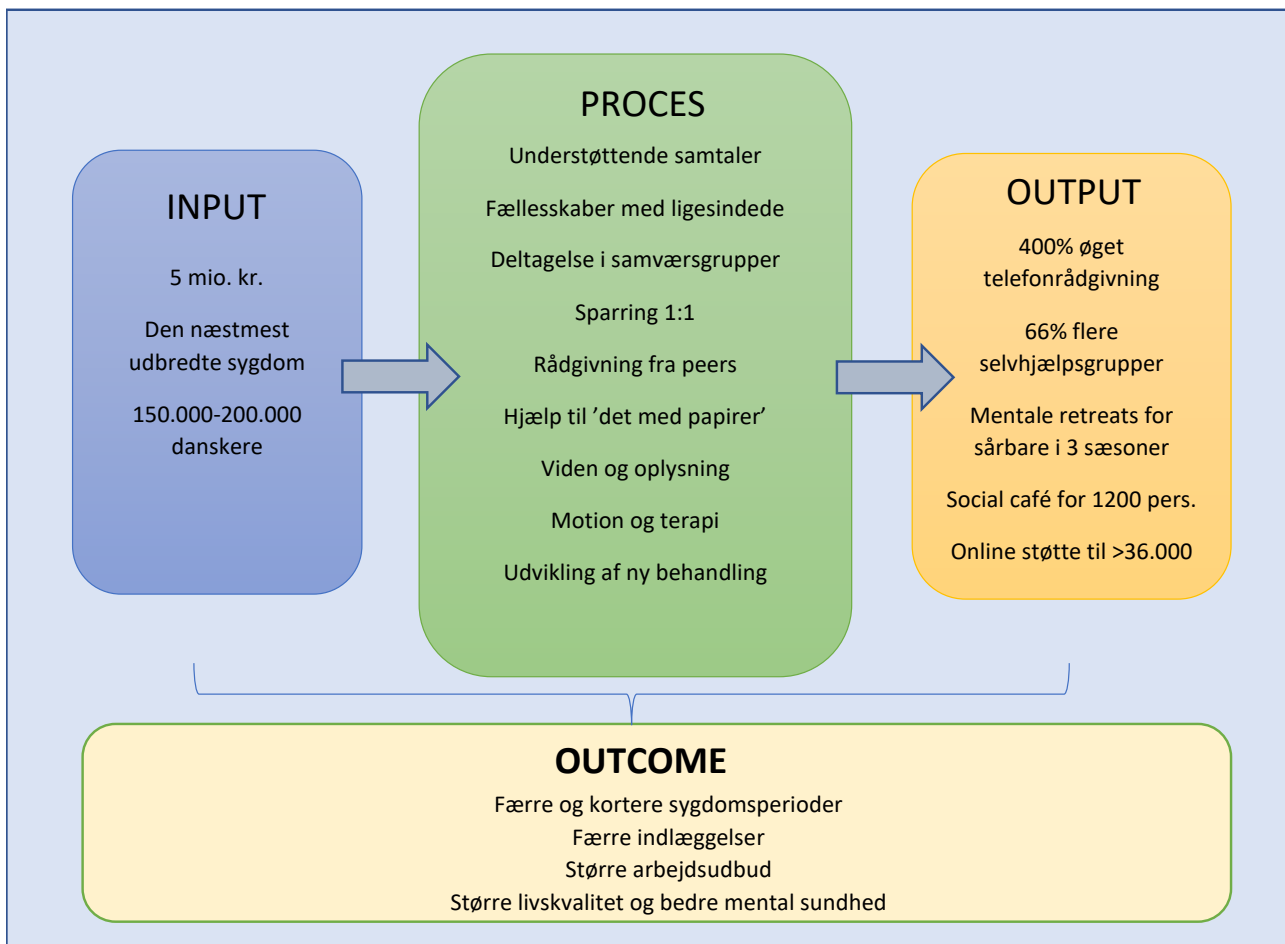 INPUT
5 mio. kr.
Den næstmest
udbredte sygdom
150.000-200.000
danskere
PROCES
Understøttende samtaler
Fællesskaber med ligesindede
Deltagelse i samværsgrupper
Sparring 1:1
Rådgivning fra peers
Hjælp til ’det med papirer’
Viden og oplysning
Motion og terapi
Udvikling af ny behandling
OUTPUT
400% øget
telefonrådgivning
66% flere
selvhjælpsgrupper
Mentale retreats for
sårbare i 3 sæsoner
Social café for 1200 pers.
Online støtte til >36.000
OUTCOME
Færre og kortere sygdomsperioder
Færre indlæggelser
Større arbejdsudbud
Større livskvalitet og bedre mental sundhed